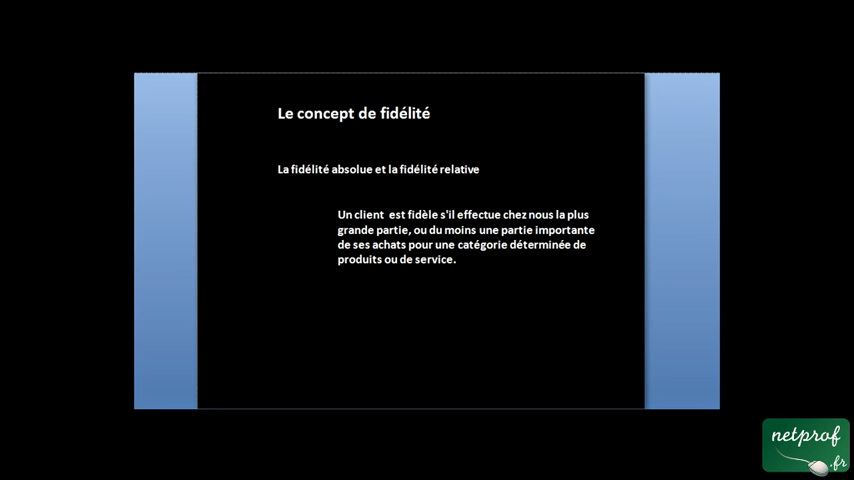 Le concept de fidélité
La fidélité absolue et la fidélité relative
Un client est fidèle s'il effectue chez nous la plus
grande partie, ou du moins une partie importante
de ses achats pour une catégorie déterminée de
produits ou de service.
netprof
.fr